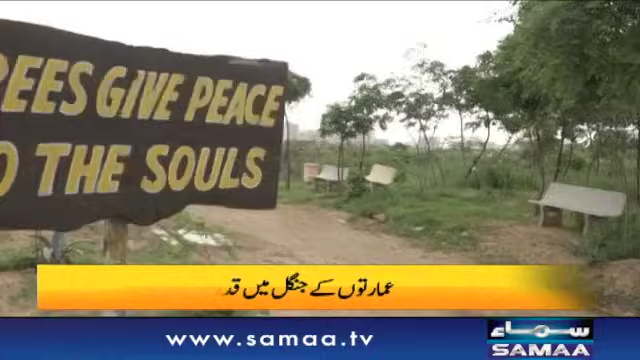 REES GIVE PEACE
O THE SOULS
عمارتوں کے جنگل میں قد
www.samaa.tv
سماء
SAMAA